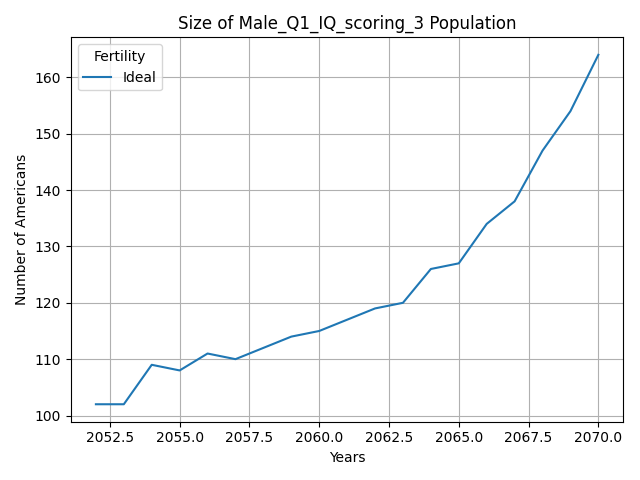 Size of Male_Q1_IQ_scoring_3 Population
Fertility
Ideal
Number of Americans
160
150
140
130
120
110
100
2052.5 2055.0 2057.5 2060.0 2062.5 2065.0 2067.5 2070.0
Years